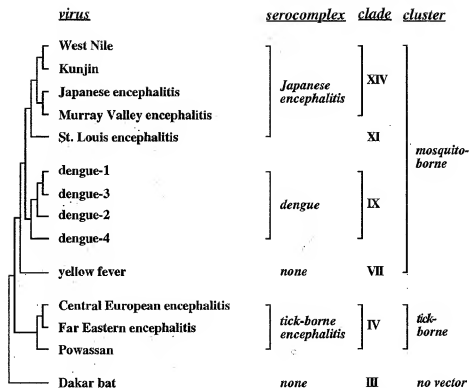 virus serocomplex clade cluster
West Nile
Kunjin
Japanese encephalitis
Murray Valley encephalitis
St. Louis encephalitis
Japanese
encephalitis
XIV
XI
dengue-1
dengue-3
dengue-2
dengue-4
dengue
IX
yellow fever none VII
mosquito-
borne
Central European encephalitis
Far Eastern encephalitis
Powassan
tick-borne
encephalitis
IV
tick-
borne
Dakar bat none III no vector